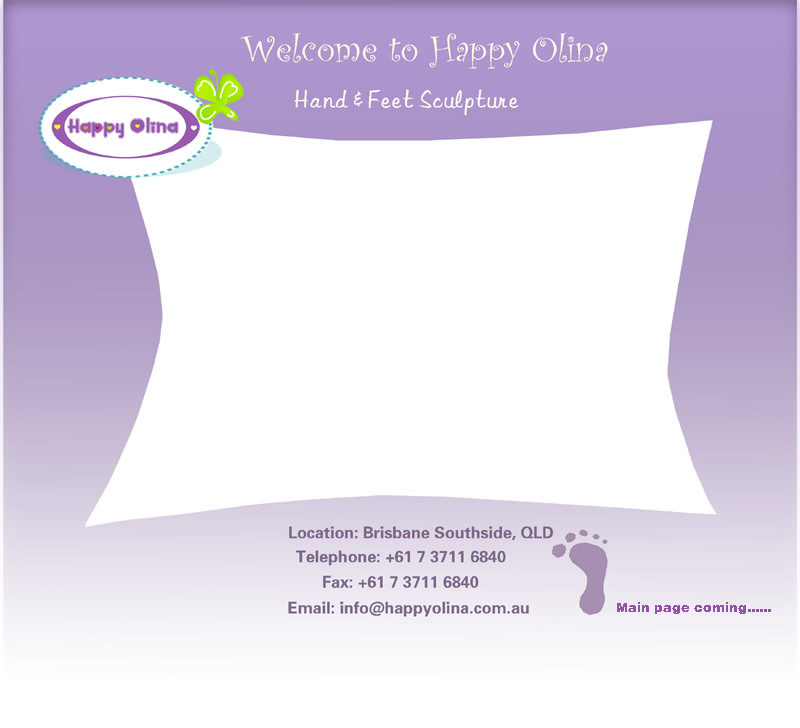 Welcome to Happy Olina
Hand & Feet Sculpture
Happy Olina
Location: Brisbane Southside, QLD
Telephone: +61 7 3711 6840
Fax: +61 7 3711 6840
Email: info@happyolina.com.au
Main page coming......